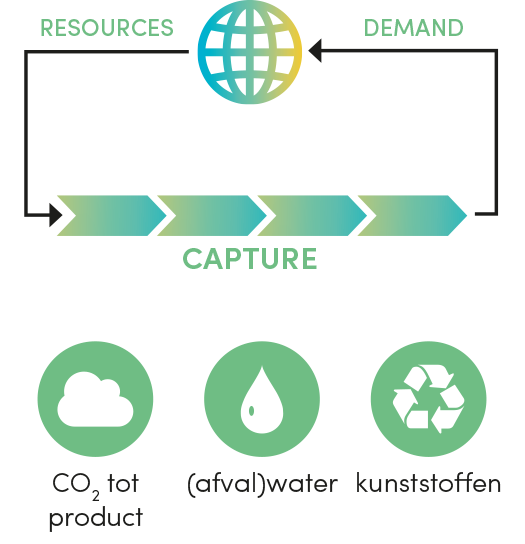 RESOURCES
DEMAND
CAPTURE
CO₂ tot
product
(afval)water
kunststoffen